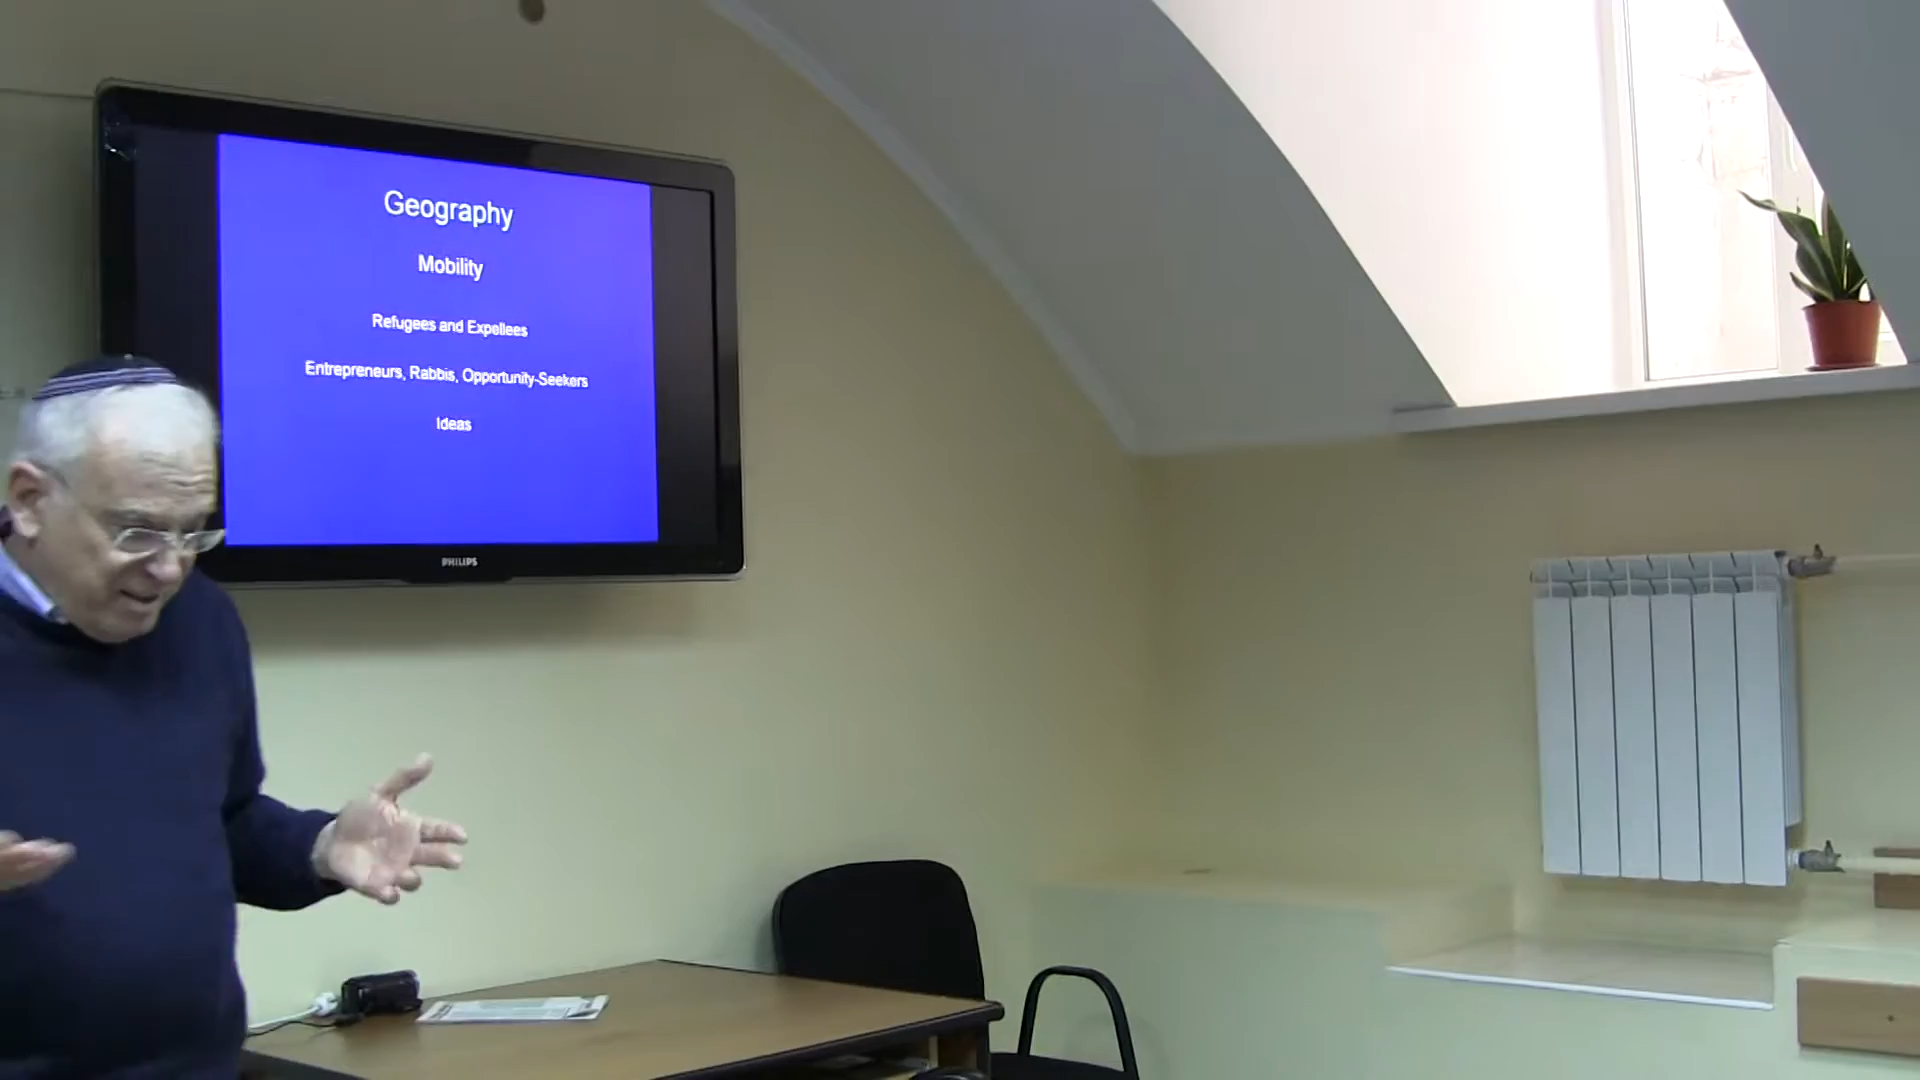 Geography
Mobility
Refugees and Expellees
Entrepreneurs, Rabbis, Opportunity-Seekers
Ideas
PHILIPS